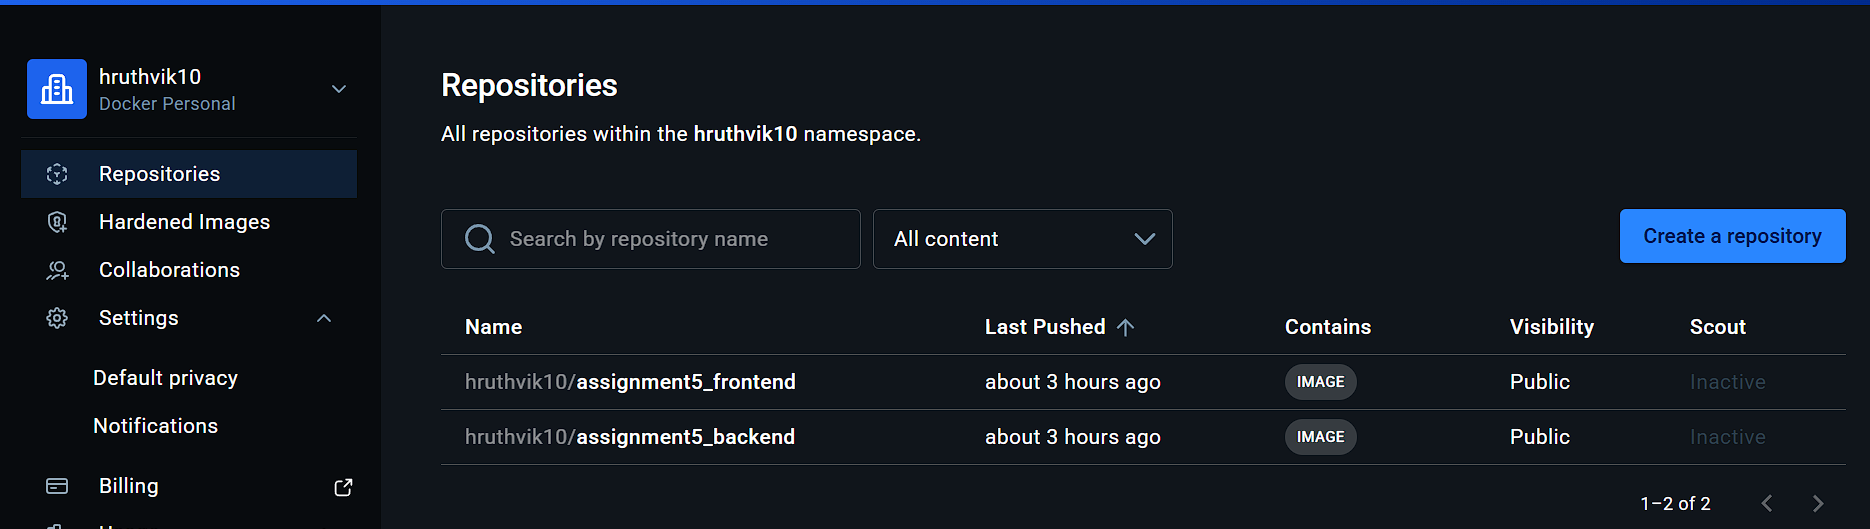 hruthvik10
Docker Personal
Repositories
Hardened Images
Collaborations
Settings
Default privacy
Notifications
Billing
Repositories
All repositories within the hruthvik10 namespace.
Search by repository name
All content
Create a repository
Name Last Pushed Contains Visibility Scout
hruthvik10/assignment5_frontend about 3 hours ago IMAGE Public Inactive
hruthvik10/assignment5_backend about 3 hours ago IMAGE Public Inactive
1–2 of 2